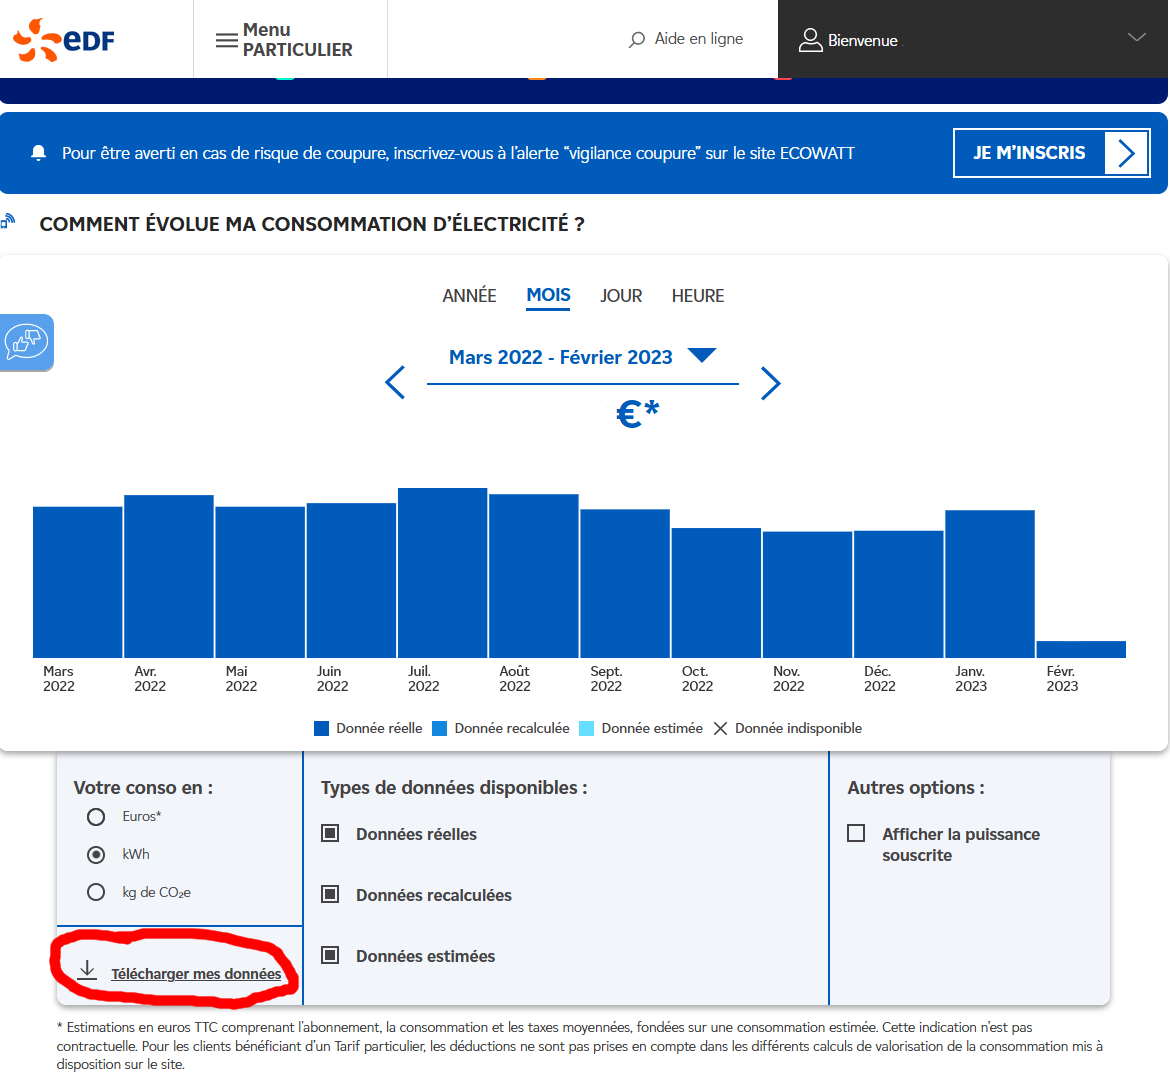 eDF
Menu
PARTICULIER
Aide en ligne
Bienvenue
Pour être averti en cas de risque de coupure, inscrivez-vous à l’alerte “vigilance coupure” sur le site ECOWATT
JE M’INSCRIS
COMMENT ÉVOLUE MA CONSOMMATION D’ÉLECTRICITÉ ?
ANNÉE MOIS JOUR HEURE
Mars 2022 - Février 2023
€*
Mars 2022
Avr. 2022
Mai 2022
Juin 2022
Juil. 2022
Août 2022
Sept. 2022
Oct. 2022
Nov. 2022
Déc. 2022
Janv. 2023
Févr. 2023
Donnée réelle Donnée recalculée Donnée estimée Donnée indisponible
Votre conso en :
Euros*
kWh
kg de CO₂e
Télécharger mes données
Types de données disponibles :
Données réelles
Données recalculées
Données estimées
Autres options :
Afficher la puissance
souscrite
* Estimations en euros TTC comprenant l’abonnement, la consommation et les taxes moyennées, fondées sur une consommation estimée. Cette indication n’est pas
contractuelle. Pour les clients bénéficiant d’un Tarif particulier, les déductions ne sont pas prises en compte dans les différents calculs de valorisation de la consommation mis à
disposition sur le site.